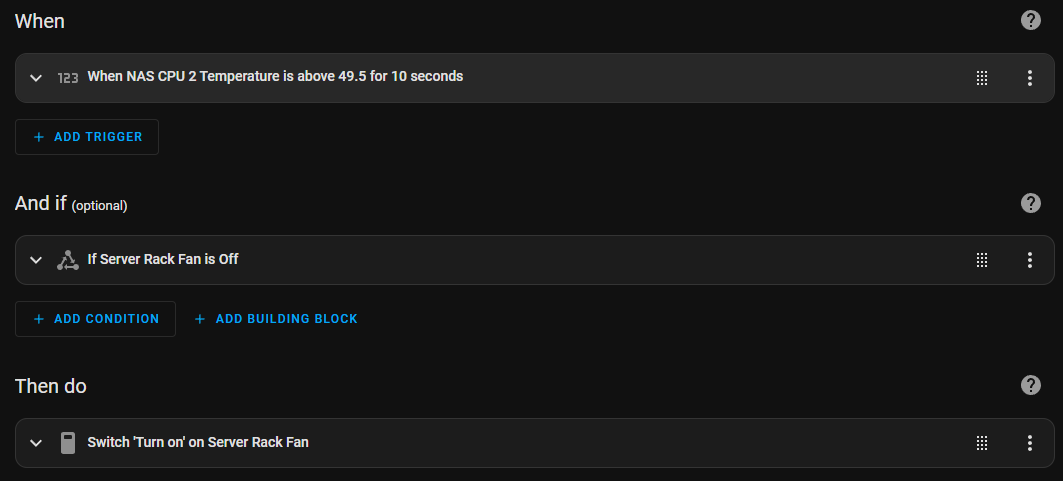 When
123 When NAS CPU 2 Temperature is above 49.5 for 10 seconds
+ ADD TRIGGER
And if (optional)
If Server Rack Fan is Off
+ ADD CONDITION + ADD BUILDING BLOCK
Then do
Switch 'Turn on' on Server Rack Fan